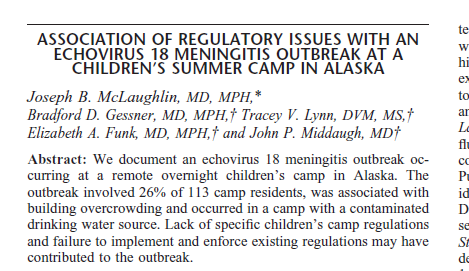 ASSOCIATION OF REGULATORY ISSUES WITH AN
ECHOVIRUS 18 MENINGITIS OUTBREAK AT A
CHILDREN'S SUMMER CAMP IN ALASKA
Joseph B. McLaughlin, MD, MPH,*
Bradford D. Gessner, MD, MPH,† Tracey V. Lynn, DVM, MS,†
Elizabeth A. Funk, MD, MPH,† and John P. Middaugh, MD†
Abstract: We document an echovirus 18 meningitis outbreak oc-
curring at a remote overnight children's camp in Alaska. The
outbreak involved 26% of 113 camp residents, was associated with
building overcrowding and occurred in a camp with a contaminated
drinking water source. Lack of specific children's camp regulations
and failure to implement and enforce existing regulations may have
contributed to the outbreak.